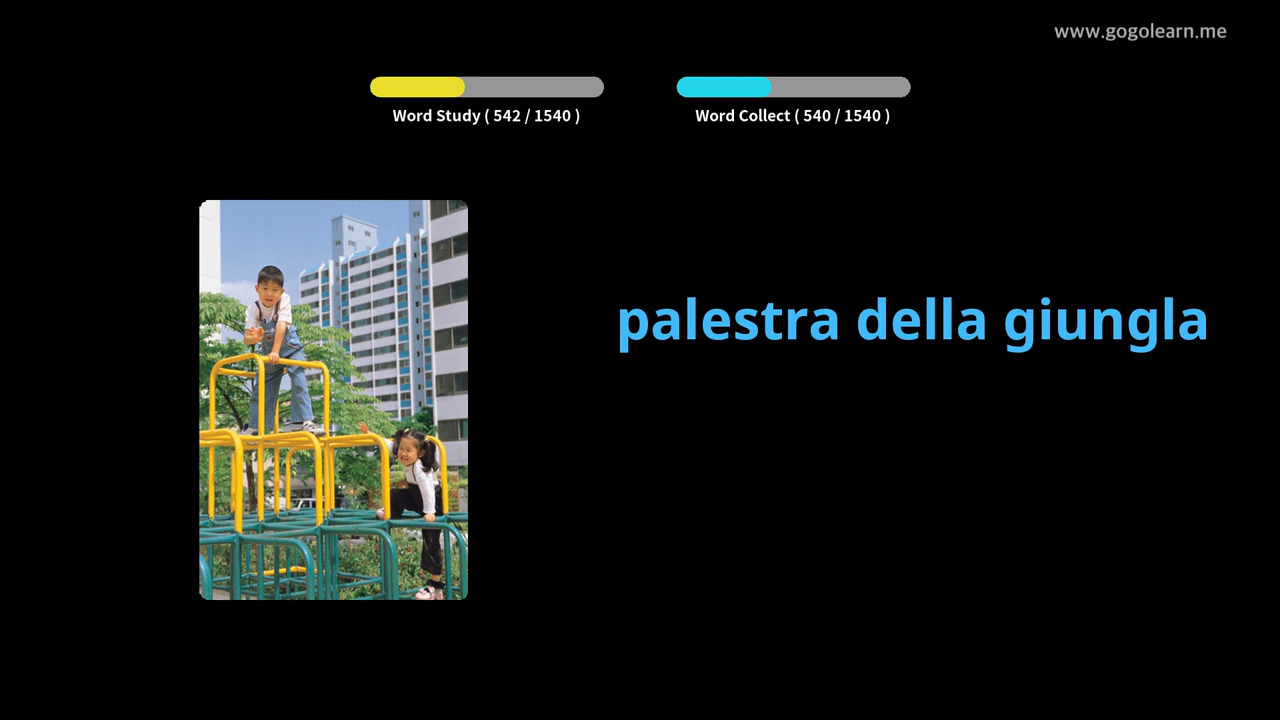 www.gogolearn.me
Word Study ( 542 / 1540 )
Word Collect ( 540 / 1540 )
palestra della giungla